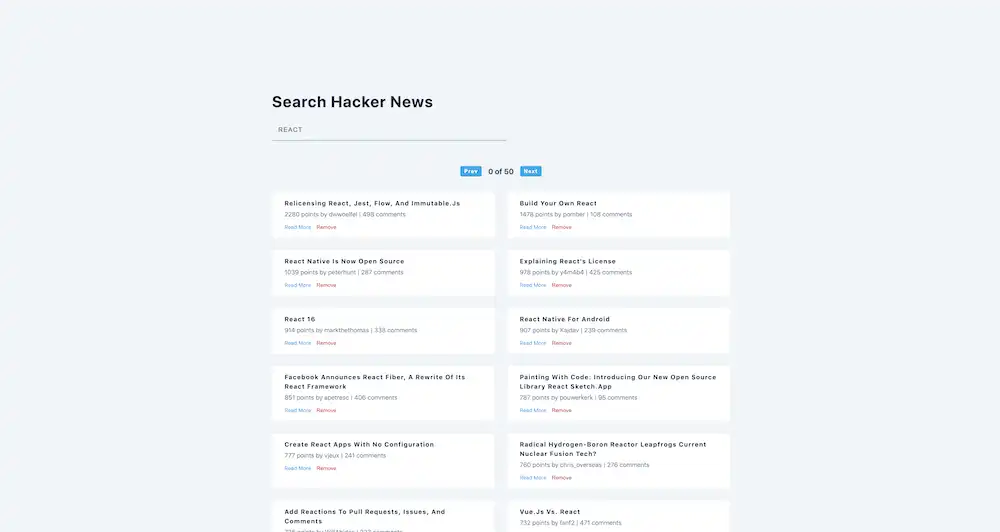 Search Hacker News
REACT
Prev 0 of 50 Next
Relicensing React, Jest, Flow, And Immutable.Js
2280 points by dwwoelfel | 498 comments
Read More Remove
Build Your Own React
1478 points by pomber | 108 comments
Read More Remove
React Native Is Now Open Source
1039 points by peterhunt | 287 comments
Read More Remove
Explaining React's License
978 points by y4m4b4 | 425 comments
Read More Remove
React 16
914 points by markthethomas | 338 comments
Read More Remove
React Native For Android
907 points by | 239 comments
Read More Remove
Facebook Announces React Fiber, A Rewrite Of Its
React Framework
851 points by apetresc | 406 comments
Read More Remove
Painting With Code: Introducing Our New Open Source
Library React Sketch.App
787 points by pouwerkerk | 95 comments
Read More Remove
Create React Apps With No Configuration
777 points by vjeux | 241 comments
Read More Remove
Radical Hydrogen-Boron Reactor Leapfrogs Current
Nuclear Fusion Tech?
760 points by chris_overseas | 276 comments
Read More Remove
Add Reactions To Pull Requests, Issues, And
Comments
Vue.Js Vs. React
732 points by fanf2 | 471 comments